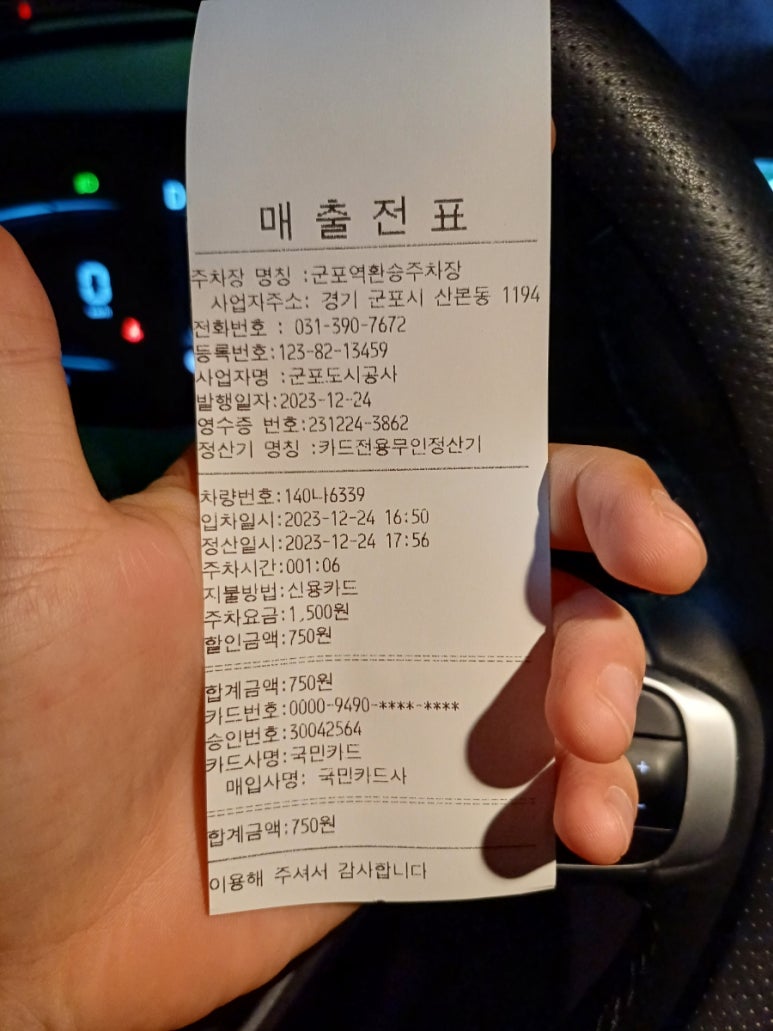 매 출 전 표
주차장 명칭 :군포역환승주차장
사업자주소: 경기 군포시 산본동 1194
전화번호 : 031-390-7672
등록번호:123-82-13459
사업자명 :군포도시공사
발행일자:2023-12-24
영수증 번호:231224-3862
정산기 명칭 :카드전용무인정산기
차량번호:140나6339
입차일시:2023-12-24 16:50
정산일시:2023-12-24 17:56
주차시간:001:06
지불방법:신용카드
주차요금:1,500원
할인금액:750원
합계금액:750원
카드번호:0000-9490-****-****
승인번호:30042564
카드사명:국민카드
매입사명: 국민카드사
합계금액:750원
이용해 주셔서 감사합니다
0
+
-